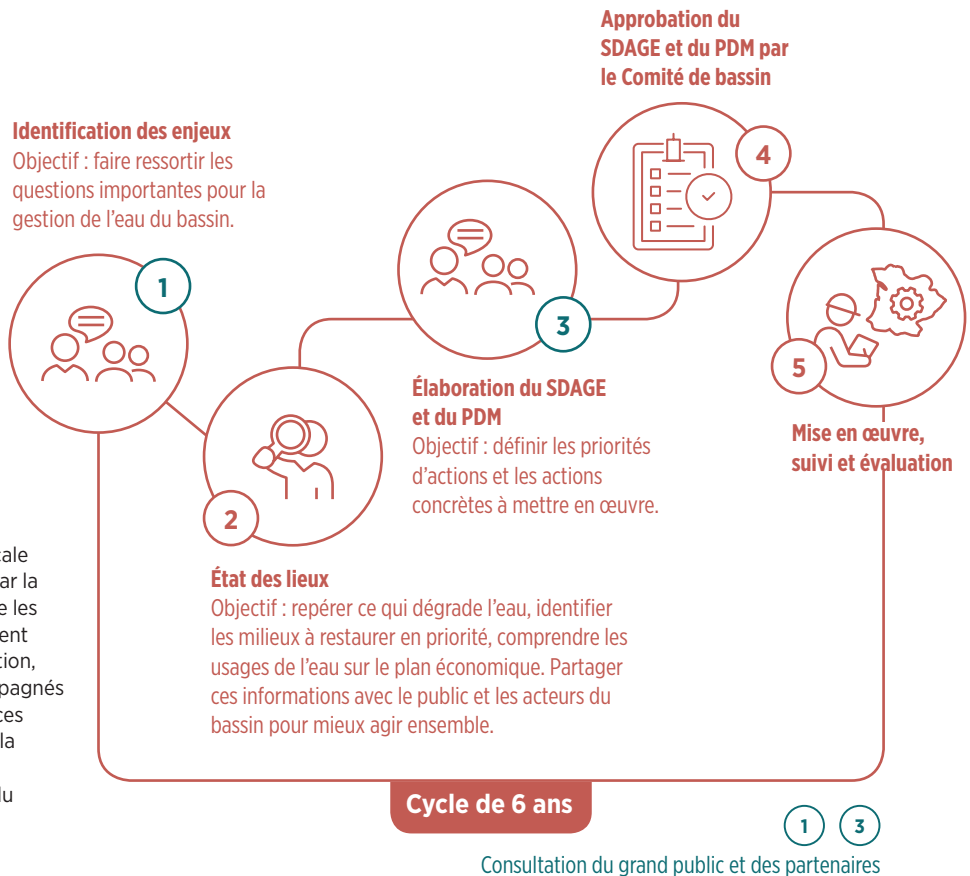 Approbation du
SDAGE et du PDM par
le Comité de bassin
Identification des enjeux
Objectif : faire ressortir les
questions importantes pour la
gestion de l'eau du bassin.
1
2
3
4
5
Élaboration du SDAGE
et du PDM
Objectif : définir les priorités
d'actions et les actions
concrètes à mettre en œuvre.
Mise en œuvre,
suivi et évaluation
État des lieux
Objectif : repérer ce qui dégrade l'eau, identifier
les milieux à restaurer en priorité, comprendre les
usages de l'eau sur le plan économique. Partager
ces informations avec le public et les acteurs du
bassin pour mieux agir ensemble.
ar la
e les
tion,
la
Cycle de 6 ans
1 3
Consultation du grand public et des partenaires